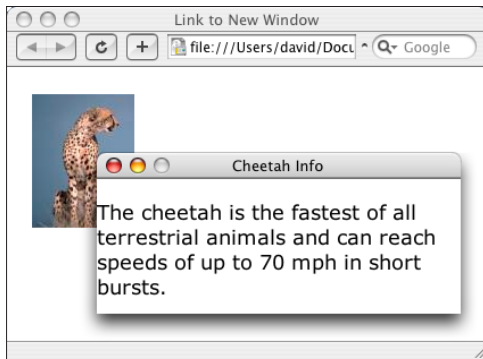 Link to New Window
file:///Users/david/Docu
Google
Cheetah Info
The cheetah is the fastest of all
terrestrial animals and can reach
speeds of up to 70 mph in short
bursts.